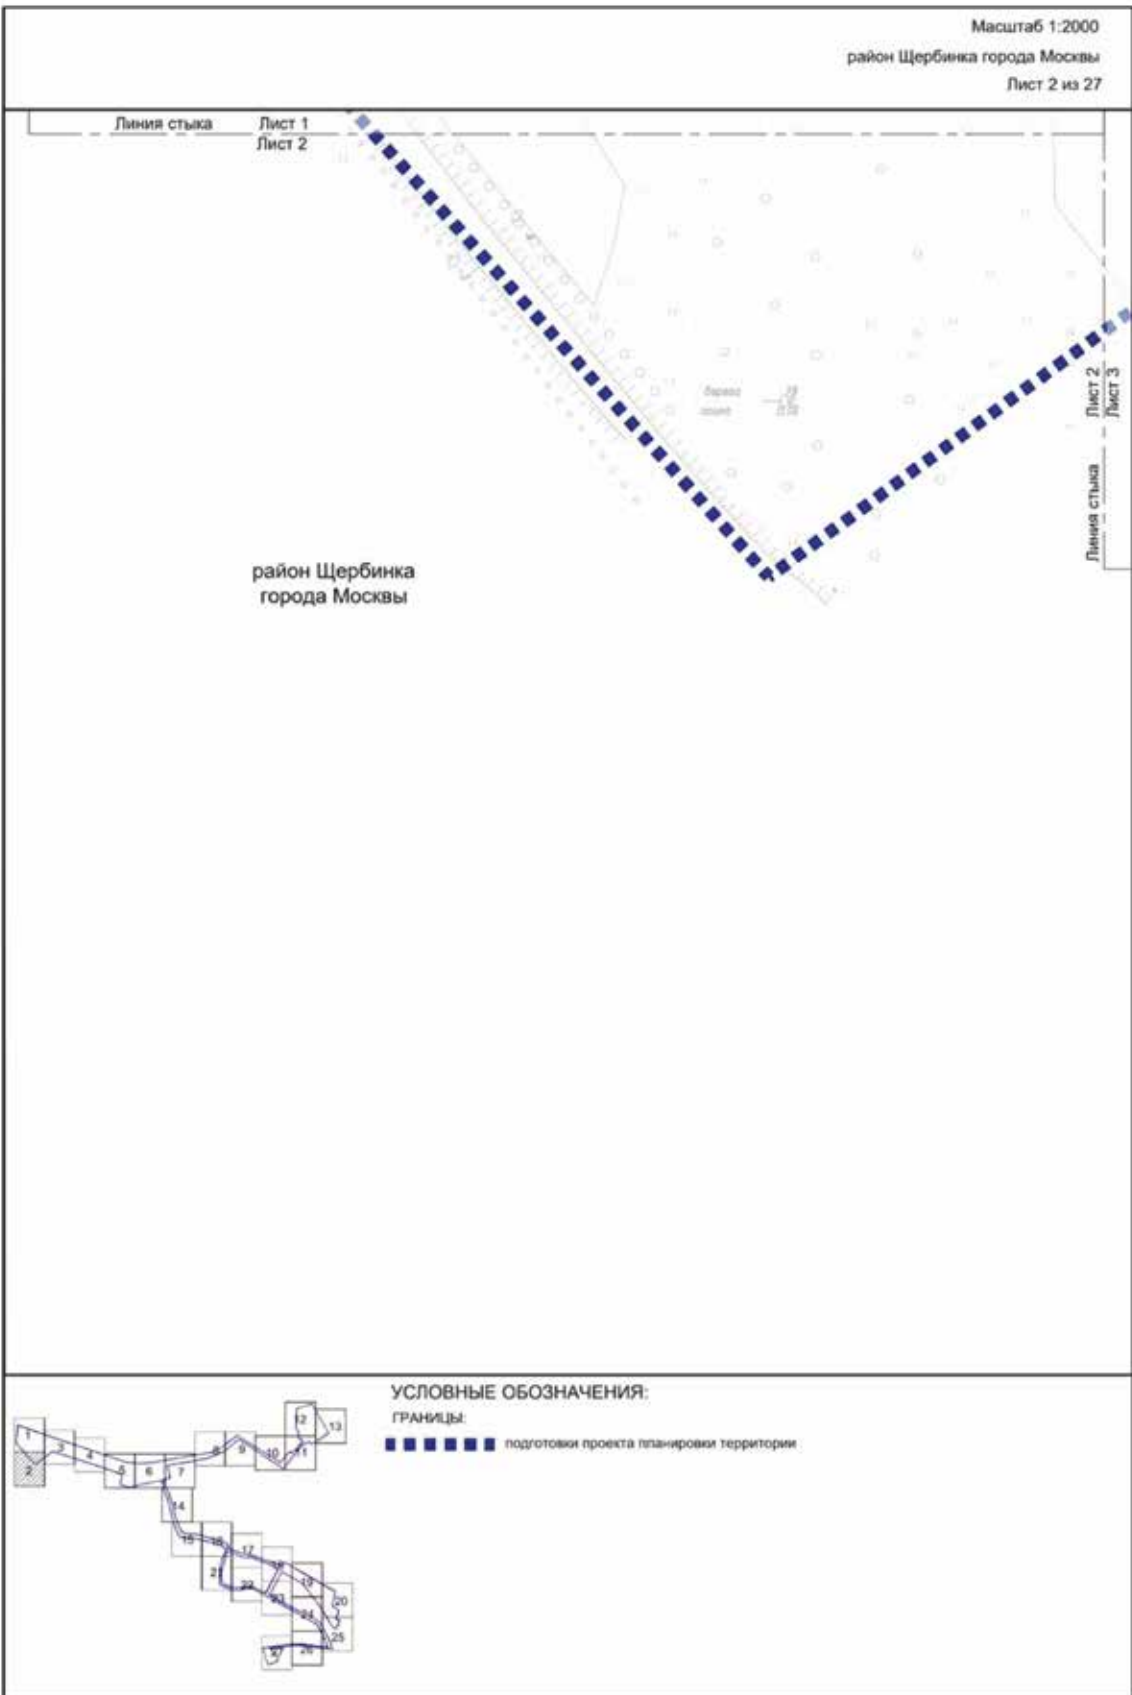 Масштаб 1:2000
район Щербинка города Москвы
Лист 2 из 27
Линия стыка Лист 1
Лист 2
Лист 2
Лист 3
Линия стыка
район Щербинка
города Москвы
УСЛОВНЫЕ ОБОЗНАЧЕНИЯ:
ГРАНИЦЫ:
подготовки проекта планировки территории
1
2
3
4
5
6
7
8
9
10
11
12
13
14
15
16
17
18
19
20
21
22
23
24
25
26
27